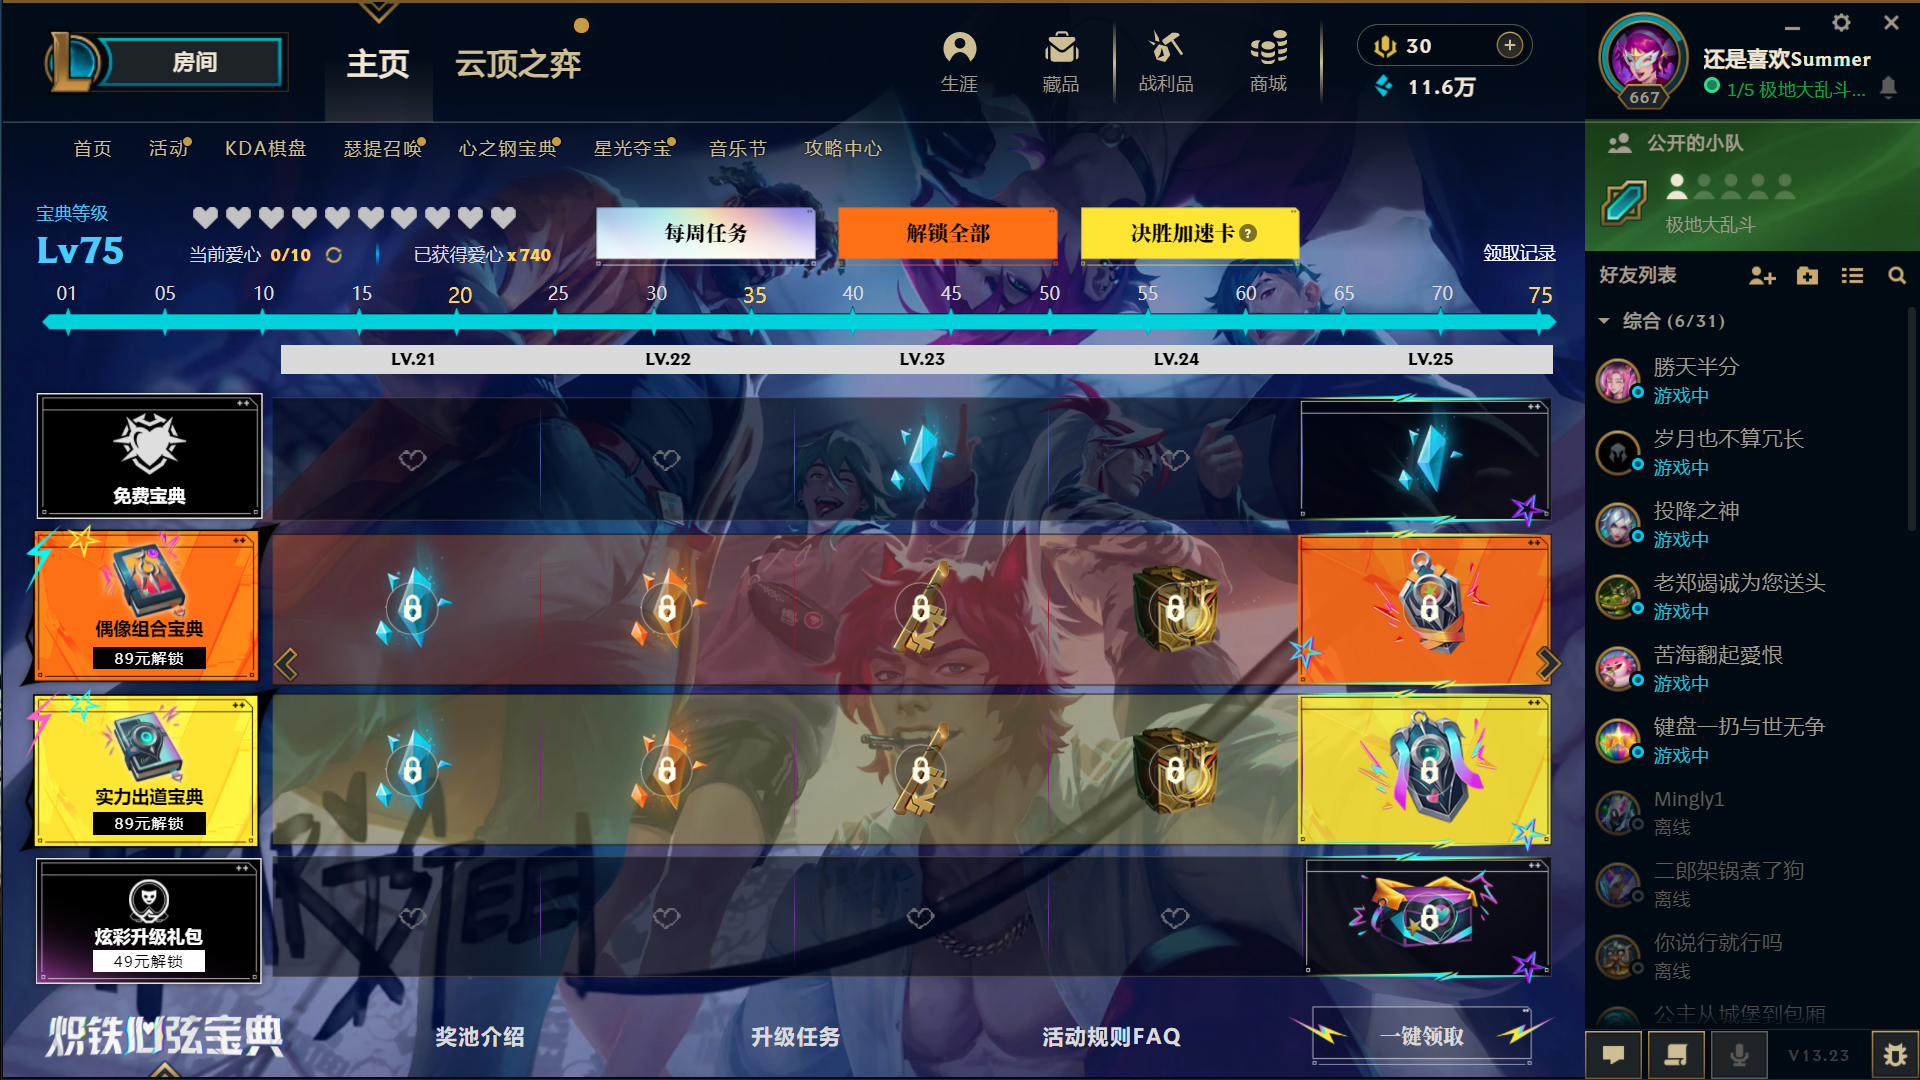 房间
主页
云顶之弈
生涯
藏品
战利品
商城
30
11.6万
还是喜欢Summer
667
1/5 极地大乱斗...
首页
活动
KDA棋盘
瑟提召唤
心之钢宝典
星光夺宝
音乐节
攻略中心
宝典等级
Lv75
当前爱心 0/10
已获得爱心 x 740
每周任务
解锁全部
决胜加速卡 ?
领取记录
01 05 10 15 20 25 30 35 40 45 50 55 60 65 70 75
LV.21 LV.22 LV.23 LV.24 LV.25
免费宝典
偶像组合宝典
89元解锁
实力出道宝典
89元解锁
炫彩升级礼包
49元解锁
炽铁心弦宝典
奖池介绍
升级任务
活动规则FAQ
一键领取
公开的小队
极地大乱斗
好友列表
综合 (6/31)
勝天半分
游戏中
岁月也不算冗长
游戏中
投降之神
游戏中
老郑竭诚为您送头
游戏中
苦海翻起愛恨
游戏中
键盘一扔与世无争
游戏中
Mingly1
离线
二郎架锅煮了狗
离线
你说行就行吗
离线
公主从城堡到包厢
V13.23